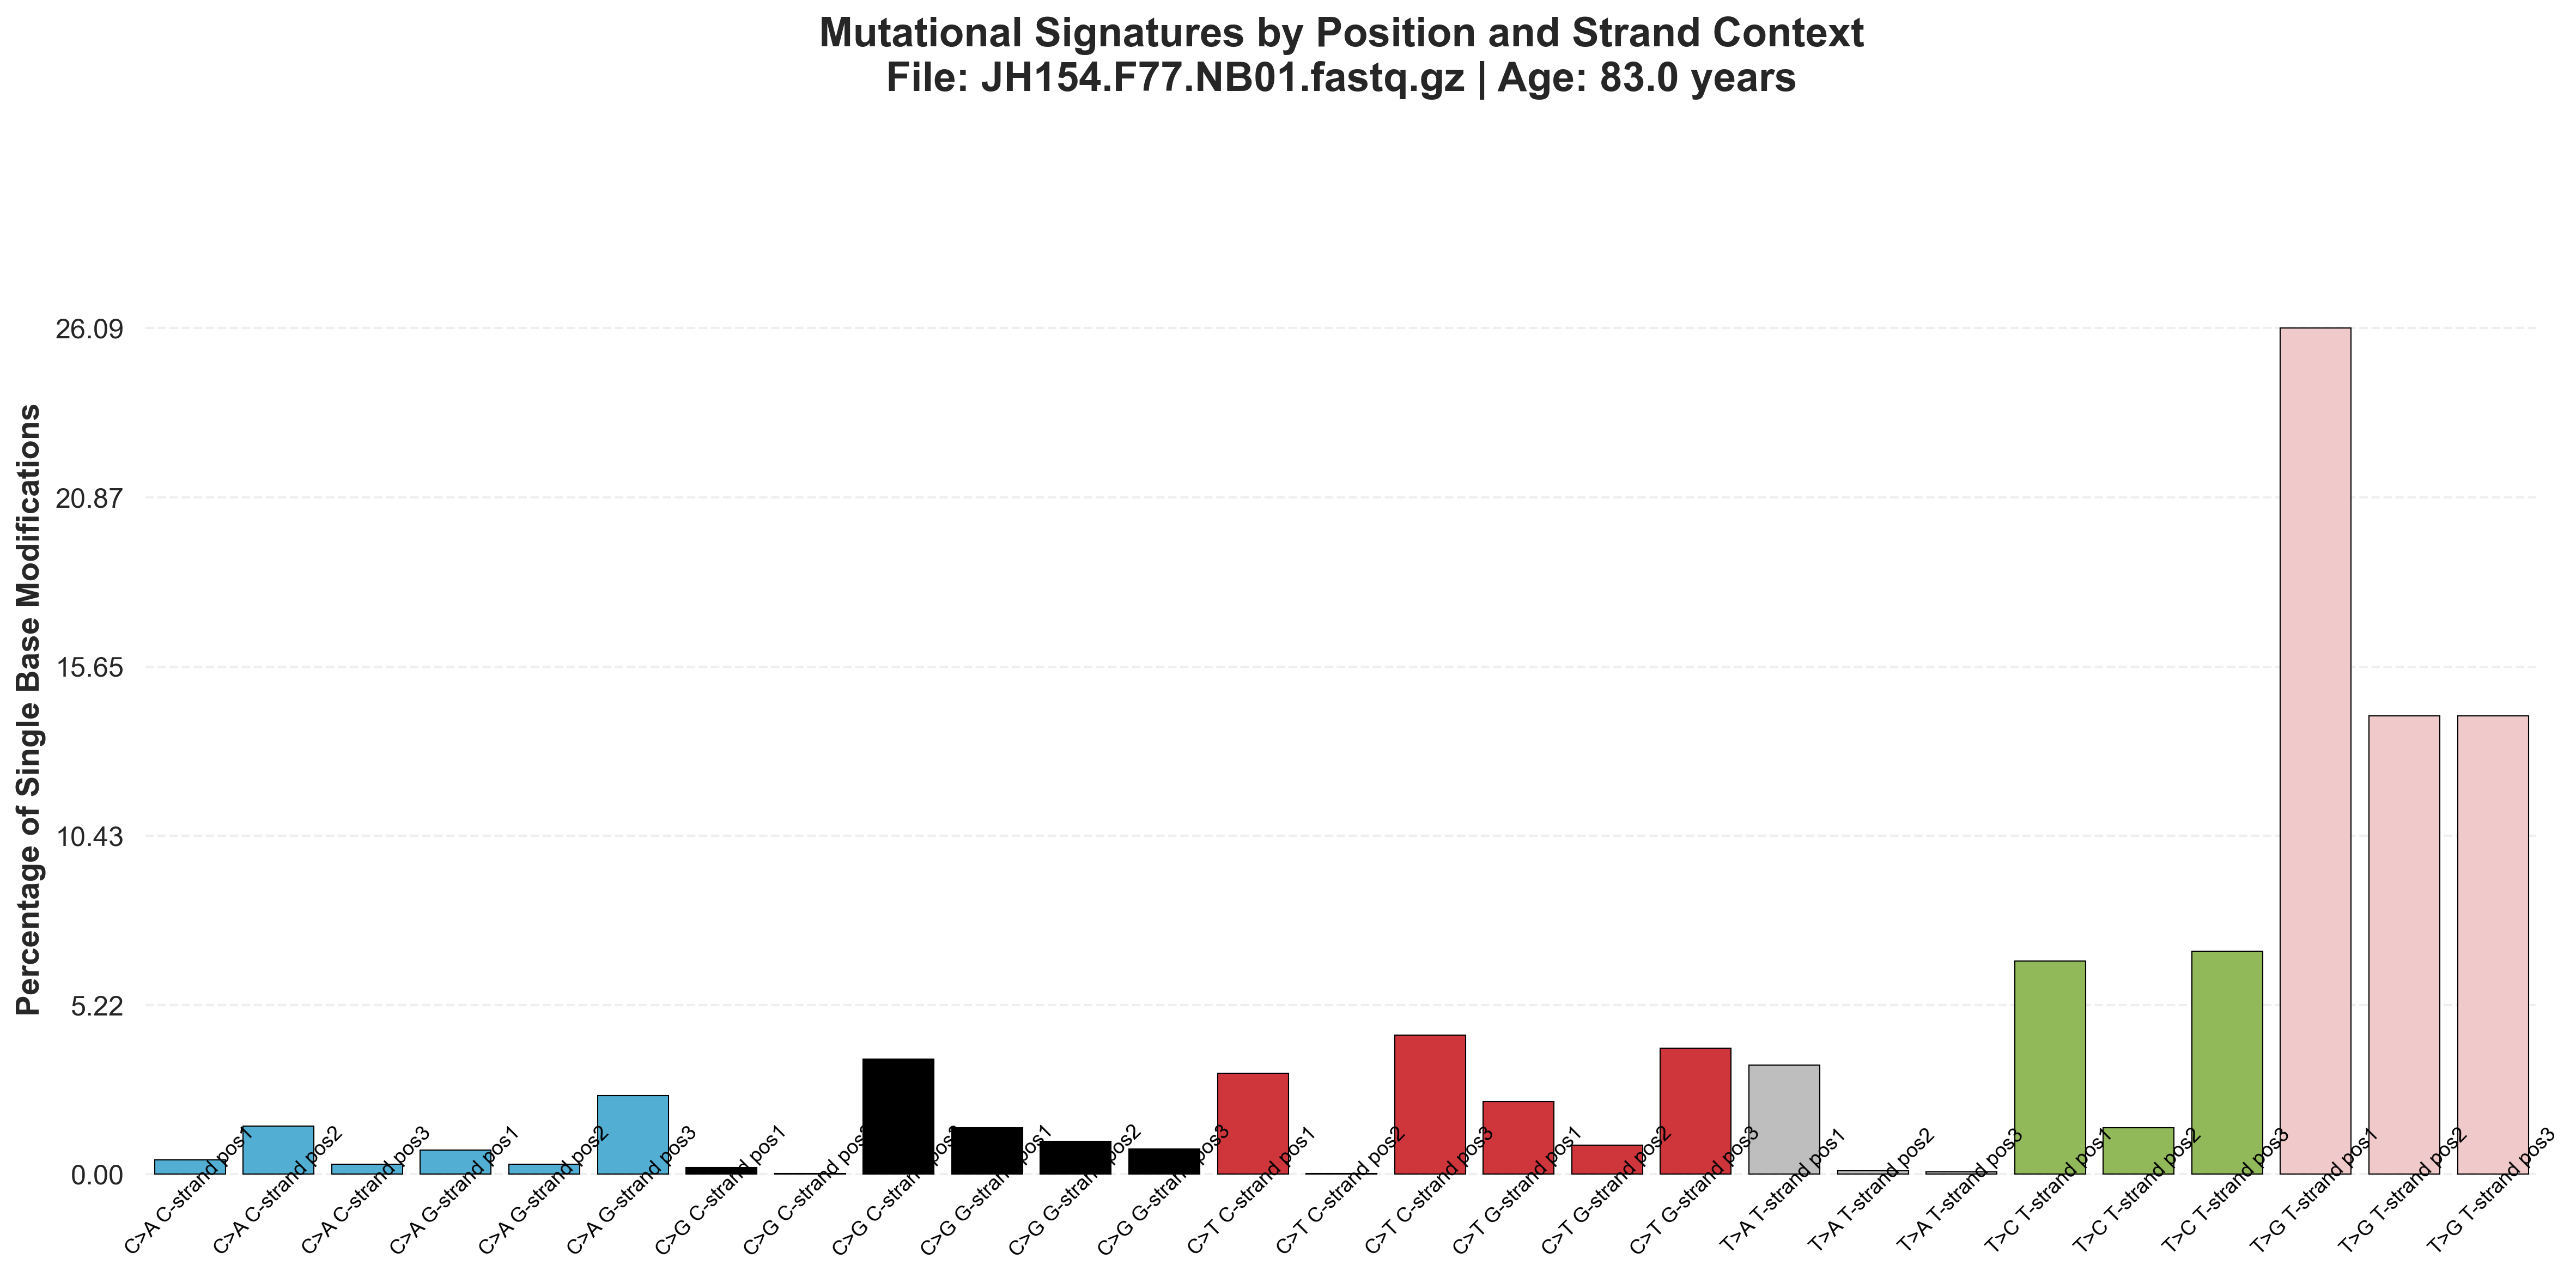 Mutational Signatures by Position and Strand Context
File: JH154.F77.NB01.fastq.gz | Age: 83.0 years
Percentage of Single Base Modifications
26.09
20.87
15.65
10.43
5.22
0.00
C>A C-strand pos1
C>A C-strand pos2
C>A C-strand pos3
C>A G-strand pos1
C>A G-strand pos2
C>A G-strand pos3
C>G C-strand pos1
C>G C-strand pos2
C>G C-strand pos3
C>G G-strand pos1
C>G G-strand pos2
C>G G-strand pos3
C>T C-strand pos1
C>T C-strand pos2
C>T C-strand pos3
C>T G-strand pos1
C>T G-strand pos2
C>T G-strand pos3
T>A T-strand pos1
T>A T-strand pos2
T>A T-strand pos3
T>C T-strand pos1
T>C T-strand pos2
T>C T-strand pos3
T>G T-strand pos1
T>G T-strand pos2
T>G T-strand pos3